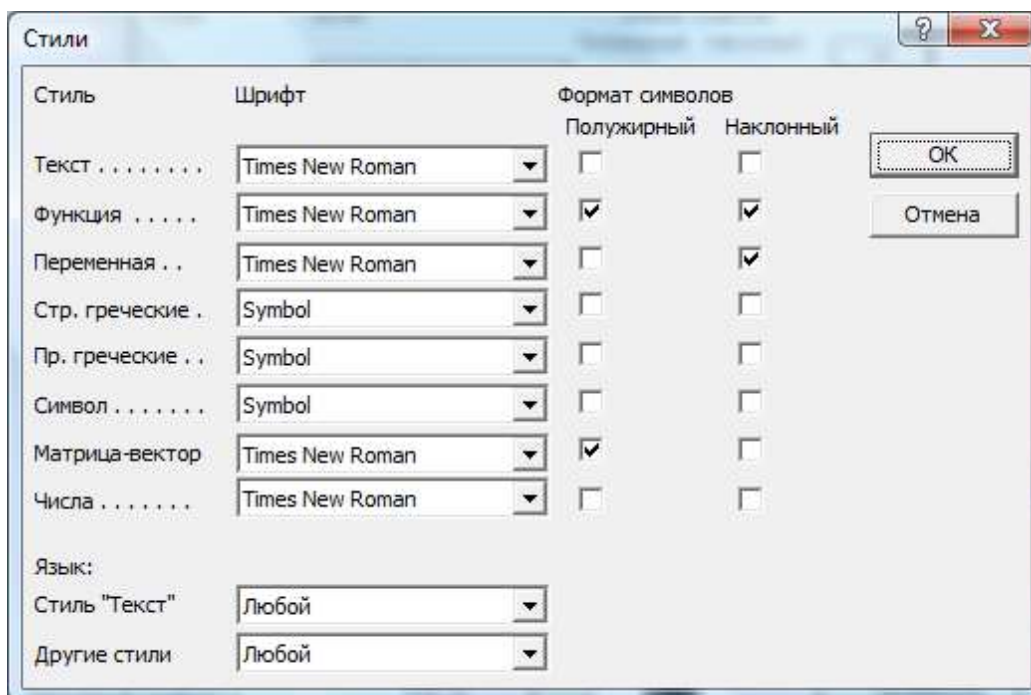 Стили
Стиль Шрифт Формат символов
Полужирный Наклонный
Текст . . . . . . . . Times New Roman OK
Функция . . . . . Times New Roman Отмена
Переменная . . Times New Roman
Стр. греческие . Symbol
Пр. греческие . . Symbol
Символ . . . . . . . Symbol
Матрица-вектор Times New Roman
Числа . . . . . . . Times New Roman
Язык:
Стиль "Текст" Любой
Другие стили Любой